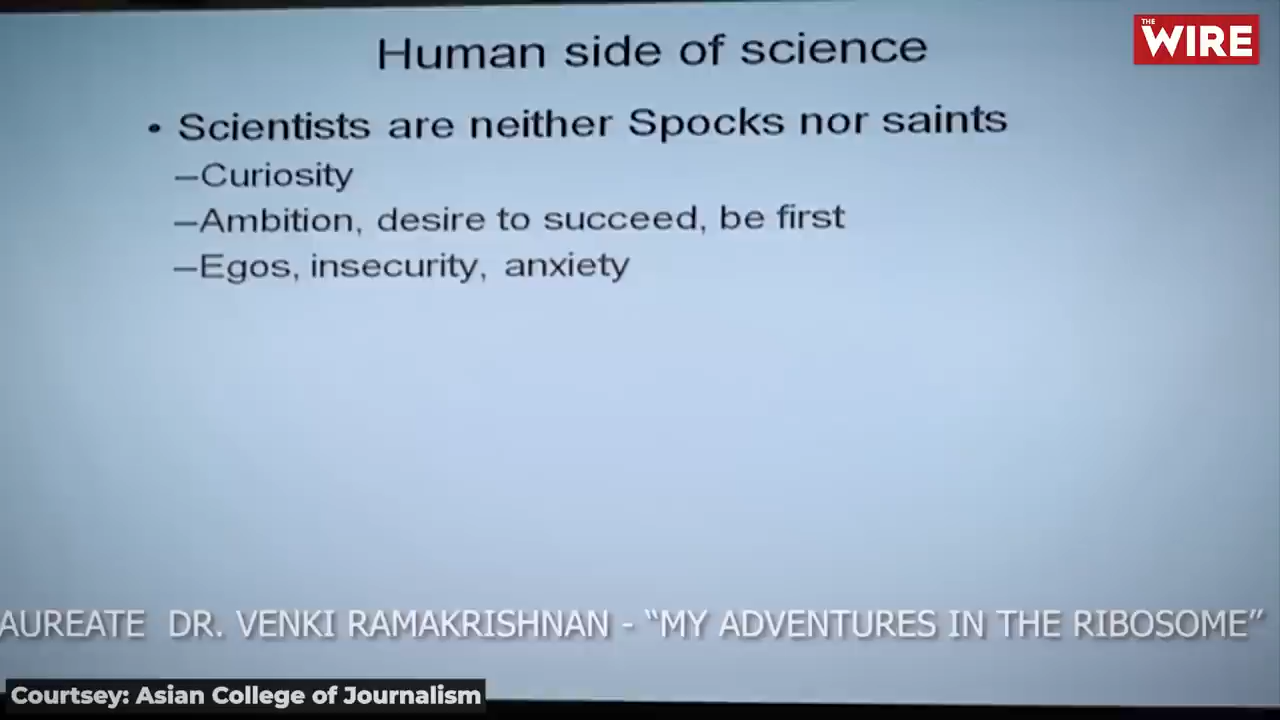 THE
WIRE
Human side of science
• Scientists are neither Spocks nor saints
–Curiosity
–Ambition, desire to succeed, be first
–Egos, insecurity, anxiety
AUREATE DR. VENKI RAMAKRISHNAN - “MY ADVENTURES IN THE RIBOSOME”
Courtsey: Asian College of Journalism